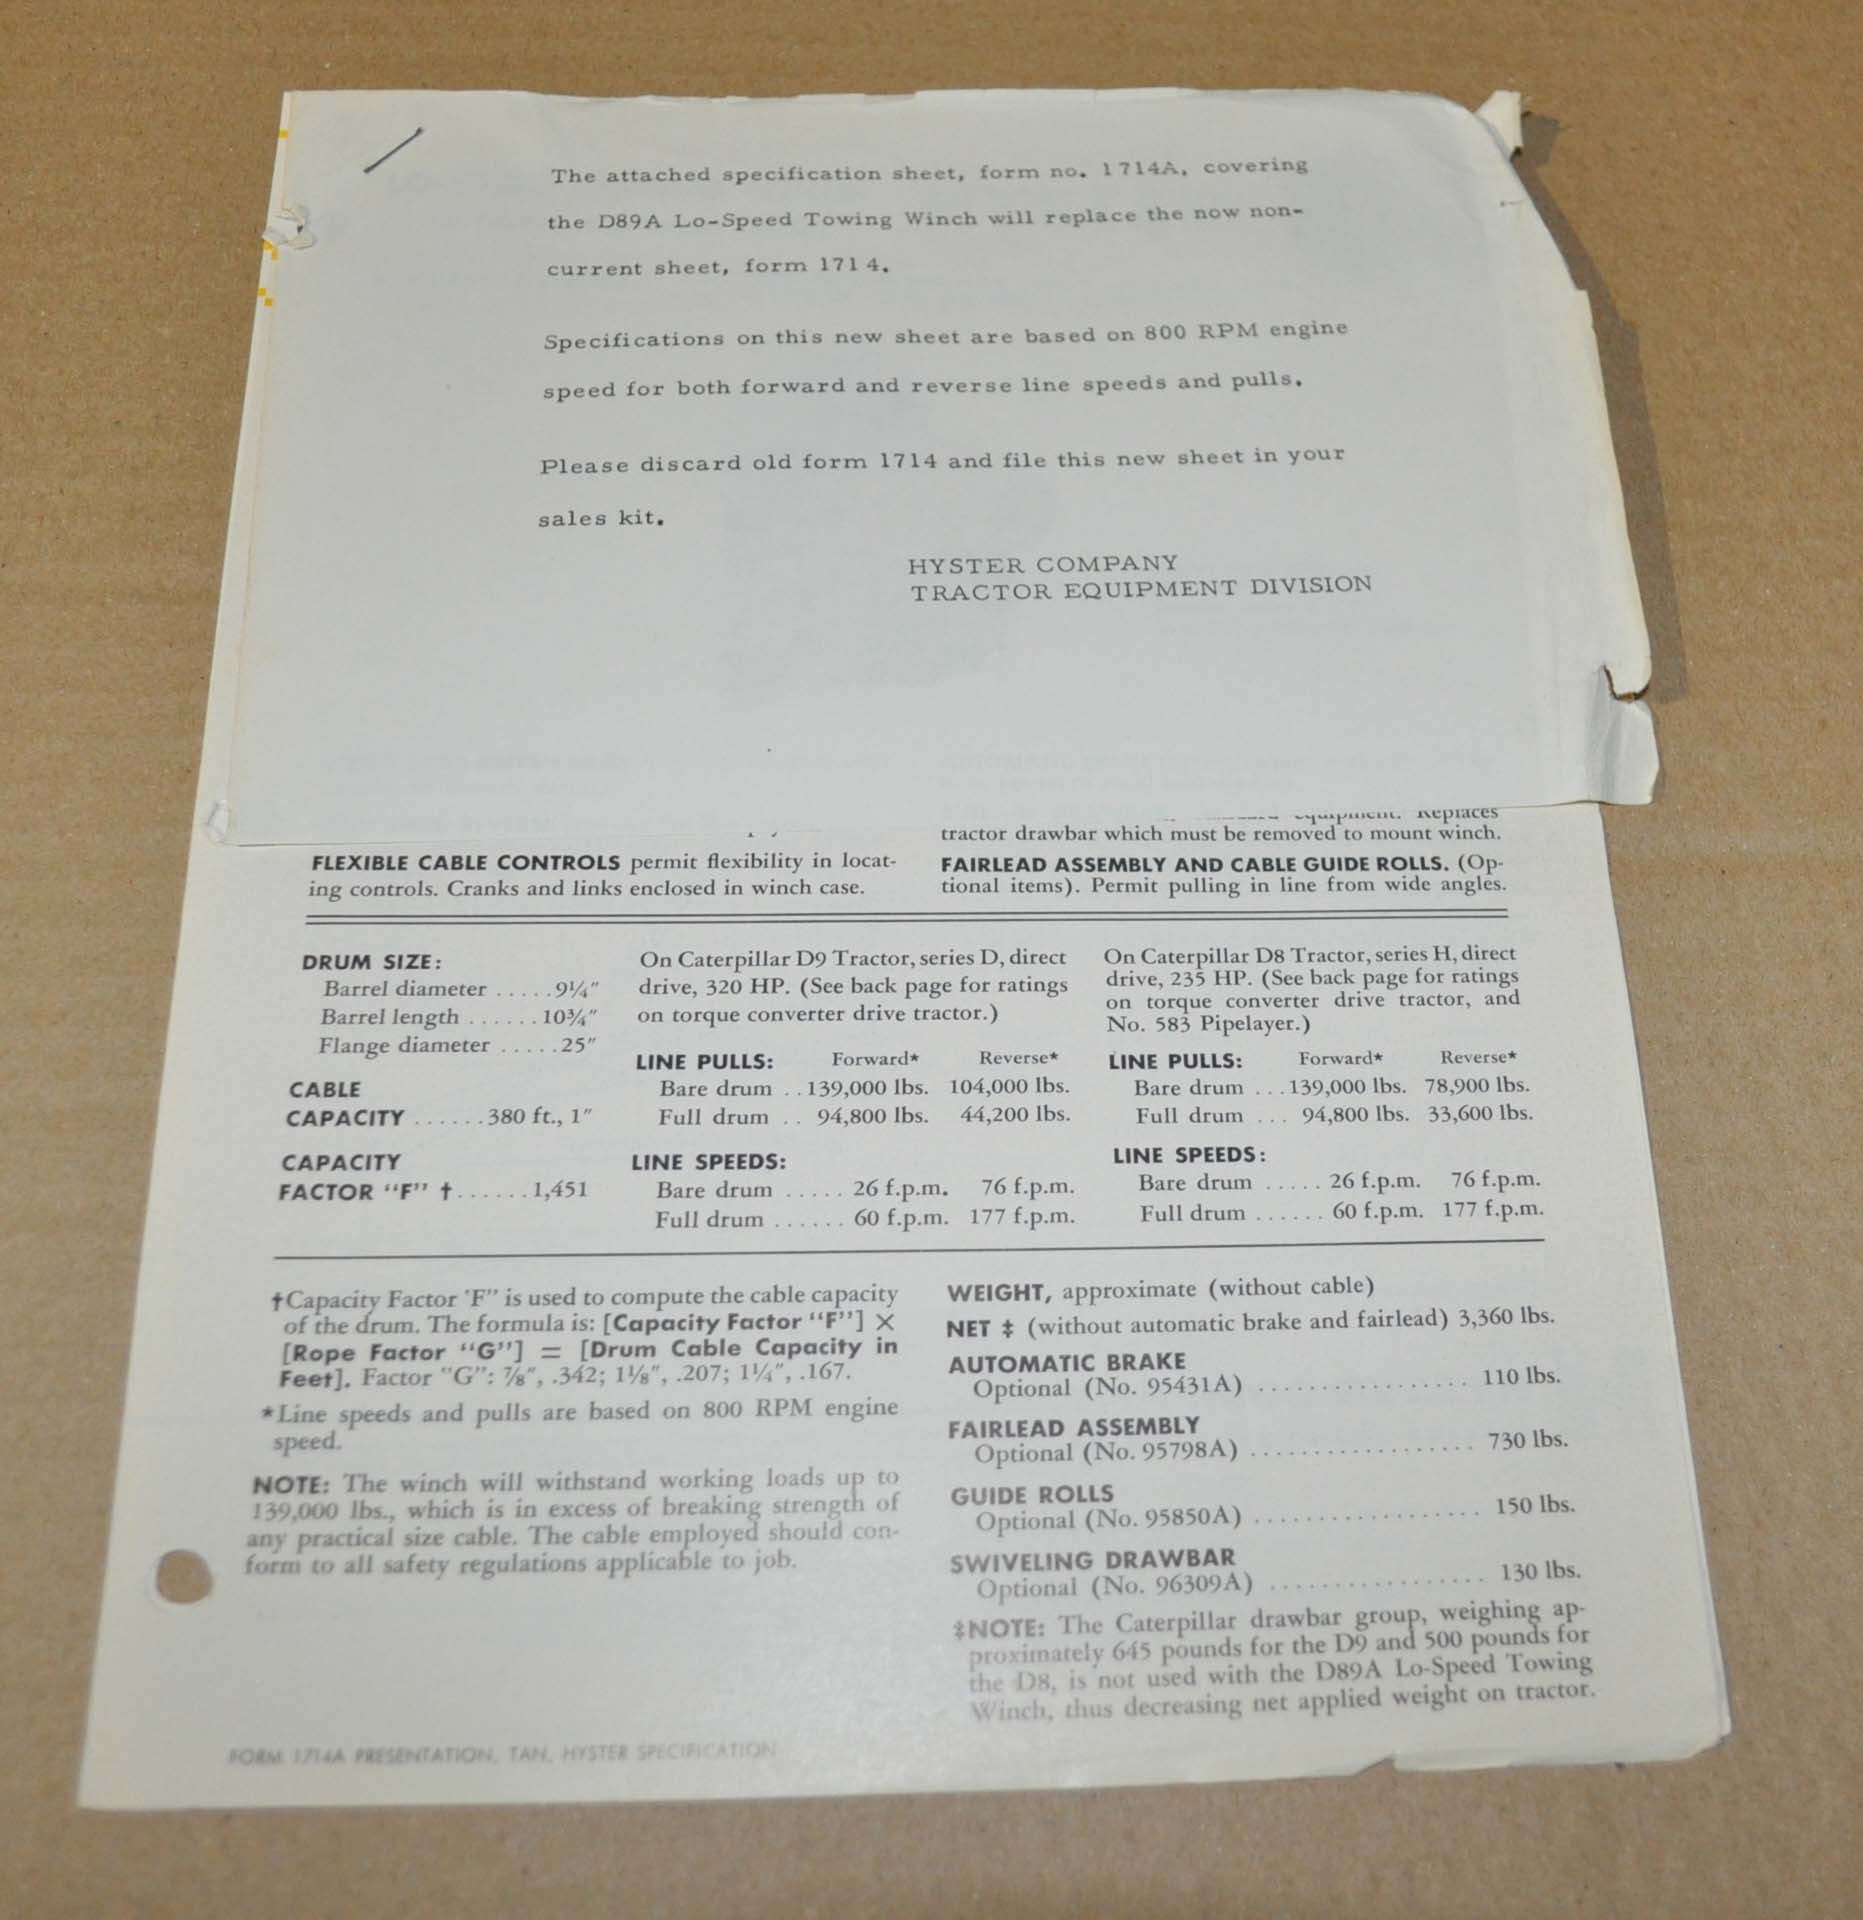 The attached specification sheet, form no. 1714A, covering
the D89A Lo-Speed Towing Winch will replace the now non-
current sheet, form 1714.
Specifications on this new sheet are based on 800 RPM engine
speed for both forward and reverse line speeds and pulls.
Please discard old form 1714 and file this new sheet in your
sales kit.
HYSTER COMPANY
TRACTOR EQUIPMENT DIVISION
FLEXIBLE CABLE CONTROLS permit flexibility in locat-
ing controls. Cranks and links enclosed in winch case.
equipment. Replaces
tractor drawbar which must be removed to mount winch.
FAIRLEAD ASSEMBLY AND CABLE GUIDE ROLLS. (Op-
tional items). Permit pulling in line from wide angles.
DRUM SIZE:
Barrel diameter ..... 9¼"
Barrel length ...... 10¾"
Flange diameter ..... 25"
CABLE
CAPACITY ...... 380 ft., 1"
CAPACITY
FACTOR "F" † ...... 1,451
On Caterpillar D9 Tractor, series D, direct
drive, 320 HP. (See back page for ratings
on torque converter drive tractor.)
LINE PULLS: Forward* Reverse*
Bare drum .. 139,000 lbs. 104,000 lbs.
Full drum .. 94,800 lbs. 44,200 lbs.
LINE SPEEDS:
Bare drum ..... 26 f.p.m. 76 f.p.m.
Full drum ...... 60 f.p.m. 177 f.p.m.
On Caterpillar D8 Tractor, series H, direct
drive, 235 HP. (See back page for ratings
on torque converter drive tractor, and
No. 583 Pipelayer.)
LINE PULLS: Forward* Reverse*
Bare drum ... 139,000 lbs. 78,900 lbs.
Full drum ... 94,800 lbs. 33,600 lbs.
LINE SPEEDS:
Bare drum ..... 26 f.p.m. 76 f.p.m.
Full drum ...... 60 f.p.m. 177 f.p.m.
†Capacity Factor 'F" is used to compute the cable capacity
of the drum. The formula is: [Capacity Factor "F"] ×
[Rope Factor "G"] = [Drum Cable Capacity in
Feet]. Factor "G": ⅞", .342; 1⅛", .207; 1¼", .167.
*Line speeds and pulls are based on 800 RPM engine
speed.
NOTE: The winch will withstand working loads up to
139,000 lbs., which is in excess of breaking strength of
any practical size cable. The cable employed should con-
form to all safety regulations applicable to job.
WEIGHT, approximate (without cable)
NET ‡ (without automatic brake and fairlead) 3,360 lbs.
AUTOMATIC BRAKE
Optional (No. 95431A) ................ 110 lbs.
FAIRLEAD ASSEMBLY
Optional (No. 95798A) ................. 730 lbs.
GUIDE ROLLS
Optional (No. 95850A) ................. 150 lbs.
SWIVELING DRAWBAR
Optional (No. 96309A) ................ 130 lbs.
‡NOTE: The Caterpillar drawbar group, weighing ap-
proximately 645 pounds for the D9 and 500 pounds for
the D8, is not used with the D89A Lo-Speed Towing
Winch, thus decreasing net applied weight on tractor.
FORM 1714A PRESENTATION, TAN, HYSTER SPECIFICATION